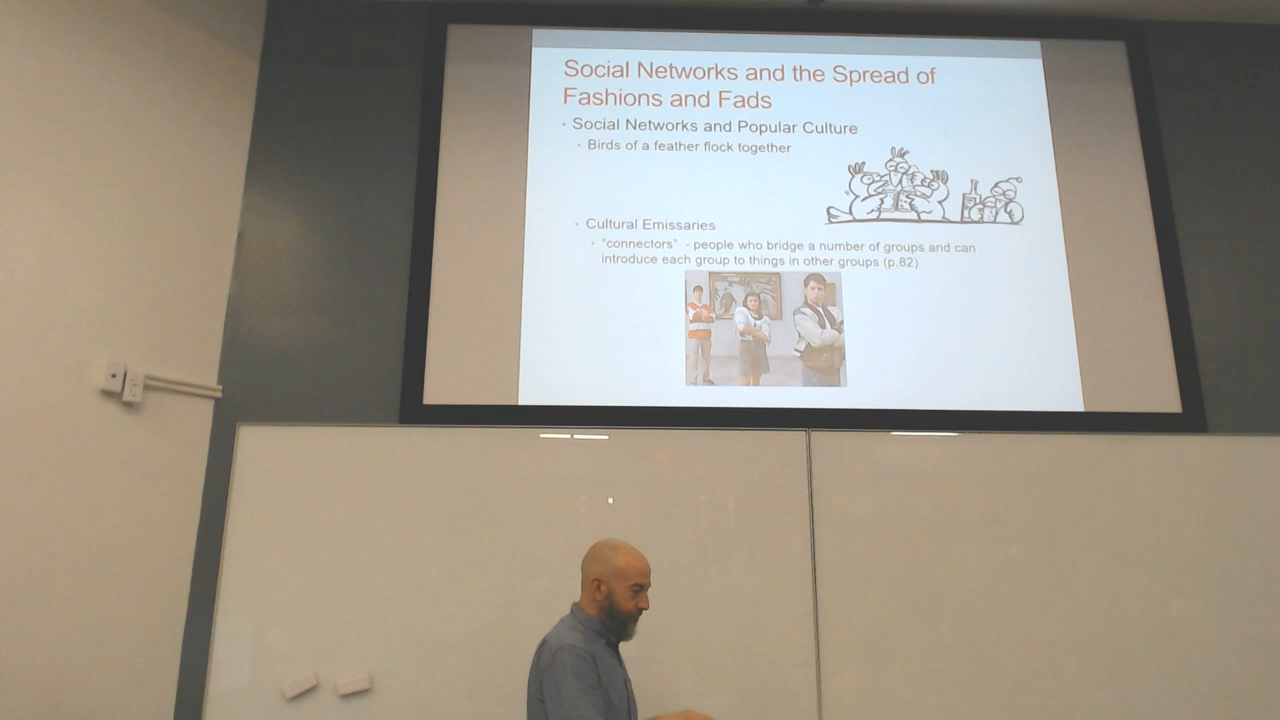 Social Networks and the Spread of
Fashions and Fads
• Social Networks and Popular Culture
• Birds of a feather flock together
• Cultural Emissaries
• "connectors" - people who bridge a number of groups and can
introduce each group to things in other groups (p.82)